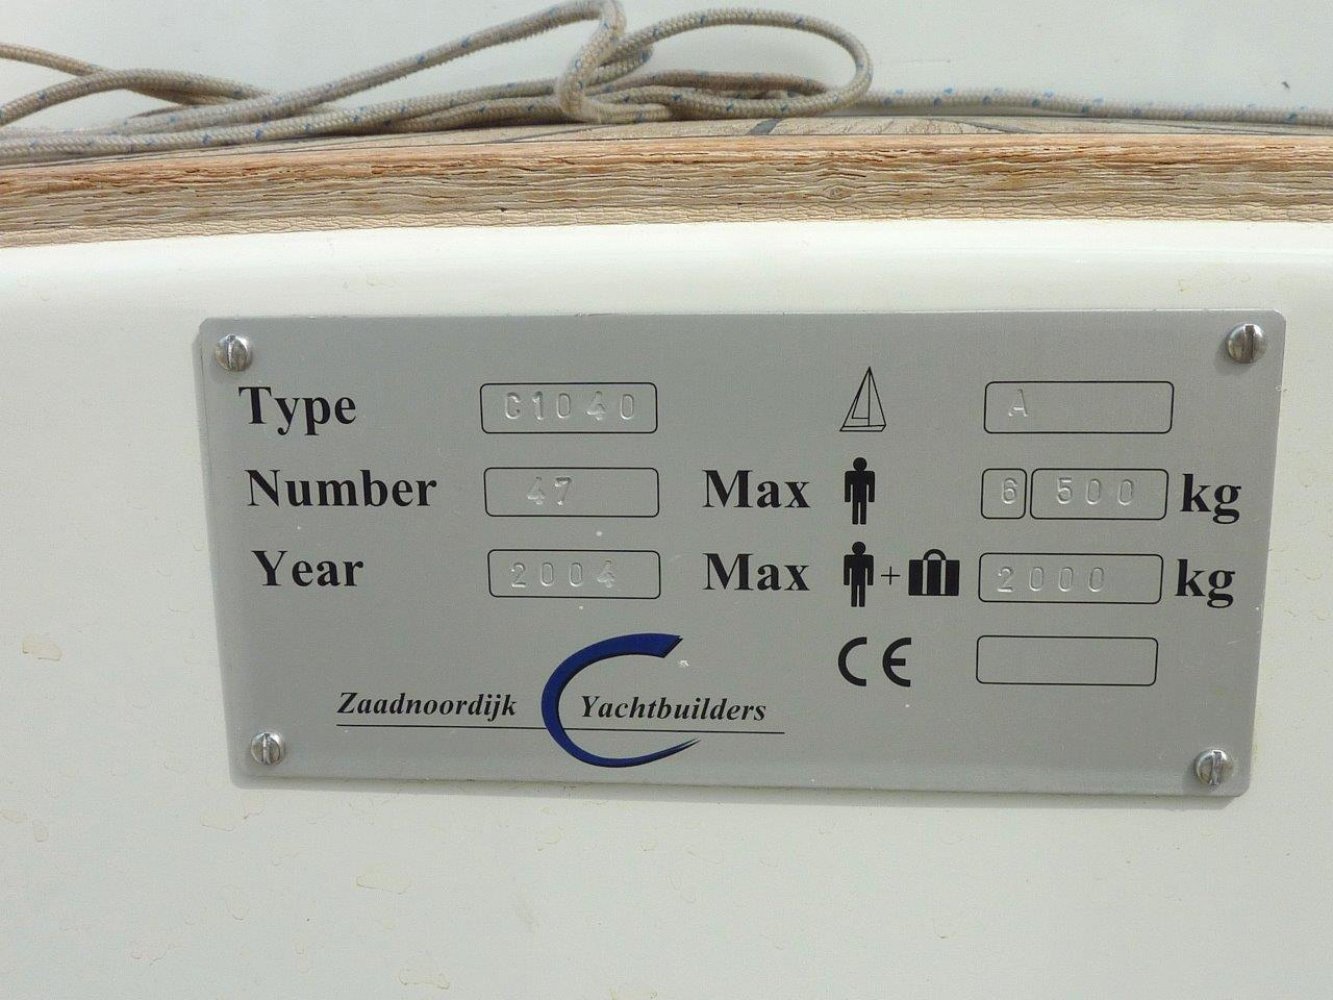 Type C1040 A
Number 47 Max 6 500 kg
Year 2004 Max + 2000 kg
CE
Zaadnoordijk Yachtbuilders